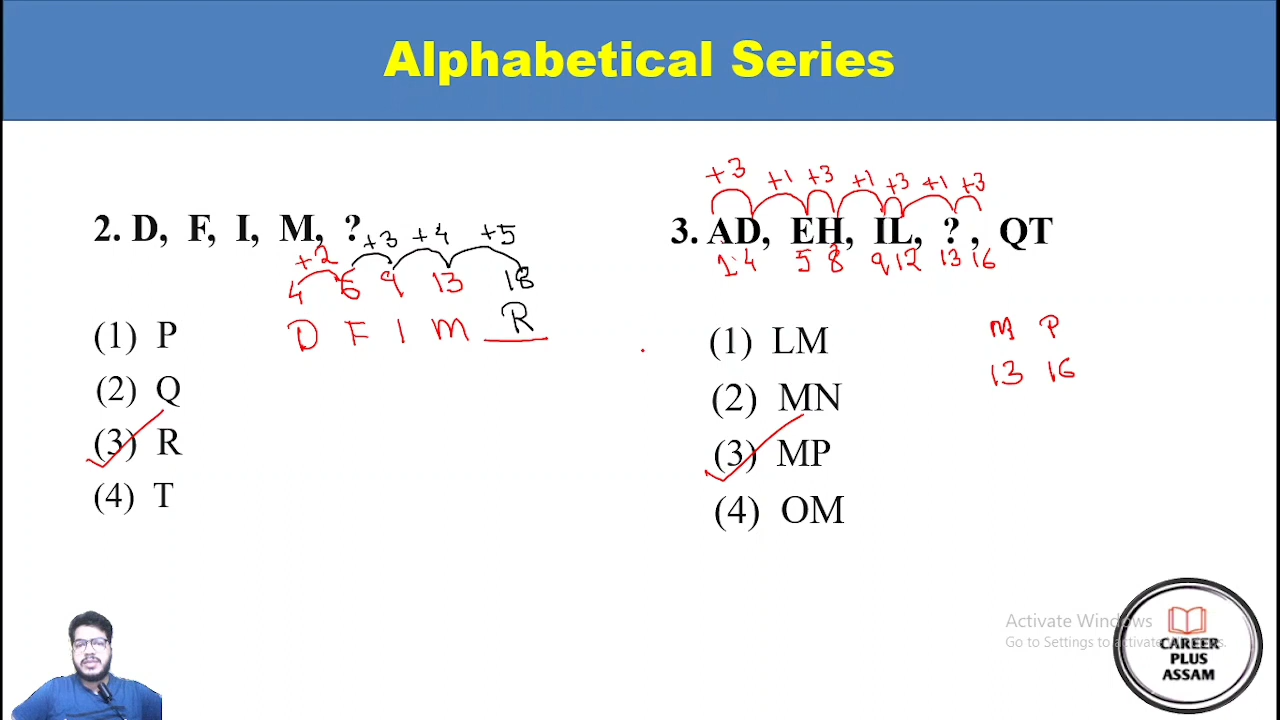 Alphabetical Series
2. D, F, I, M, ?
+2 +3 +4 +5
4 6 9 13 18
D F I M R
(1) P
(2) Q
(3) R
(4) T
+3 +1 +3 +1 +3 +1 +3
3. AD, EH, IL, ? , QT
1 4 5 8 9 12 13 16
M P
13 16
(1) LM
(2) MN
(3) MP
(4) OM
Activate Windows
Go to Settings to activate Windows.
CAREER
PLUS
ASSAM